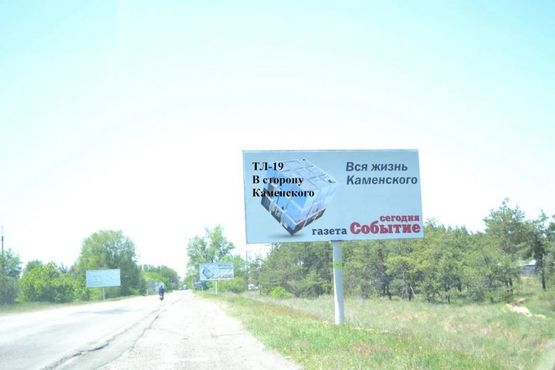 ТЛ-19
В сторону
Каменского
Вся жизнь
Каменского
сегодня
газета Событие